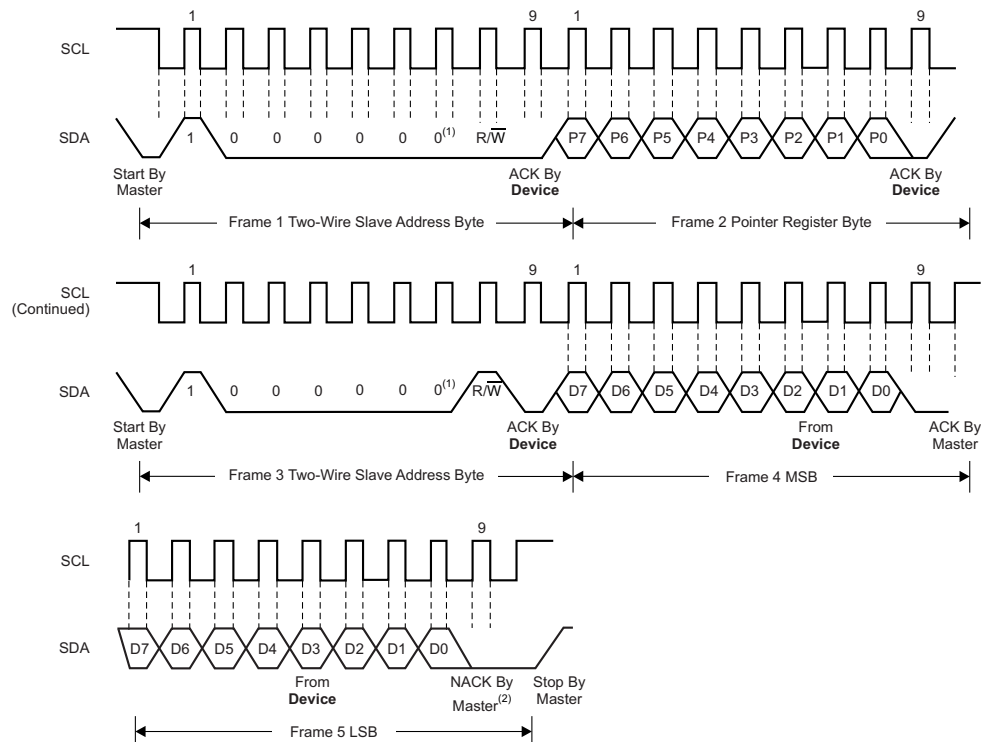 1 9 1 9
SCL
SDA 1 0 0 0 0 0 0⁽¹⁾ R/W̅ P7 P6 P5 P4 P3 P2 P1 P0
Start By
Master
ACK By
Device
ACK By
Device
Frame 1 Two-Wire Slave Address Byte
Frame 2 Pointer Register Byte
1 9 1 9
SCL
(Continued)
SDA 1 0 0 0 0 0 0⁽¹⁾ R/W̅ D7 D6 D5 D4 D3 D2 D1 D0
Start By
Master
ACK By
Device
From
Device
ACK By
Master
Frame 3 Two-Wire Slave Address Byte
Frame 4 MSB
1 9
SCL
SDA D7 D6 D5 D4 D3 D2 D1 D0
From
Device
NACK By
Master⁽²⁾
Stop By
Master
Frame 5 LSB